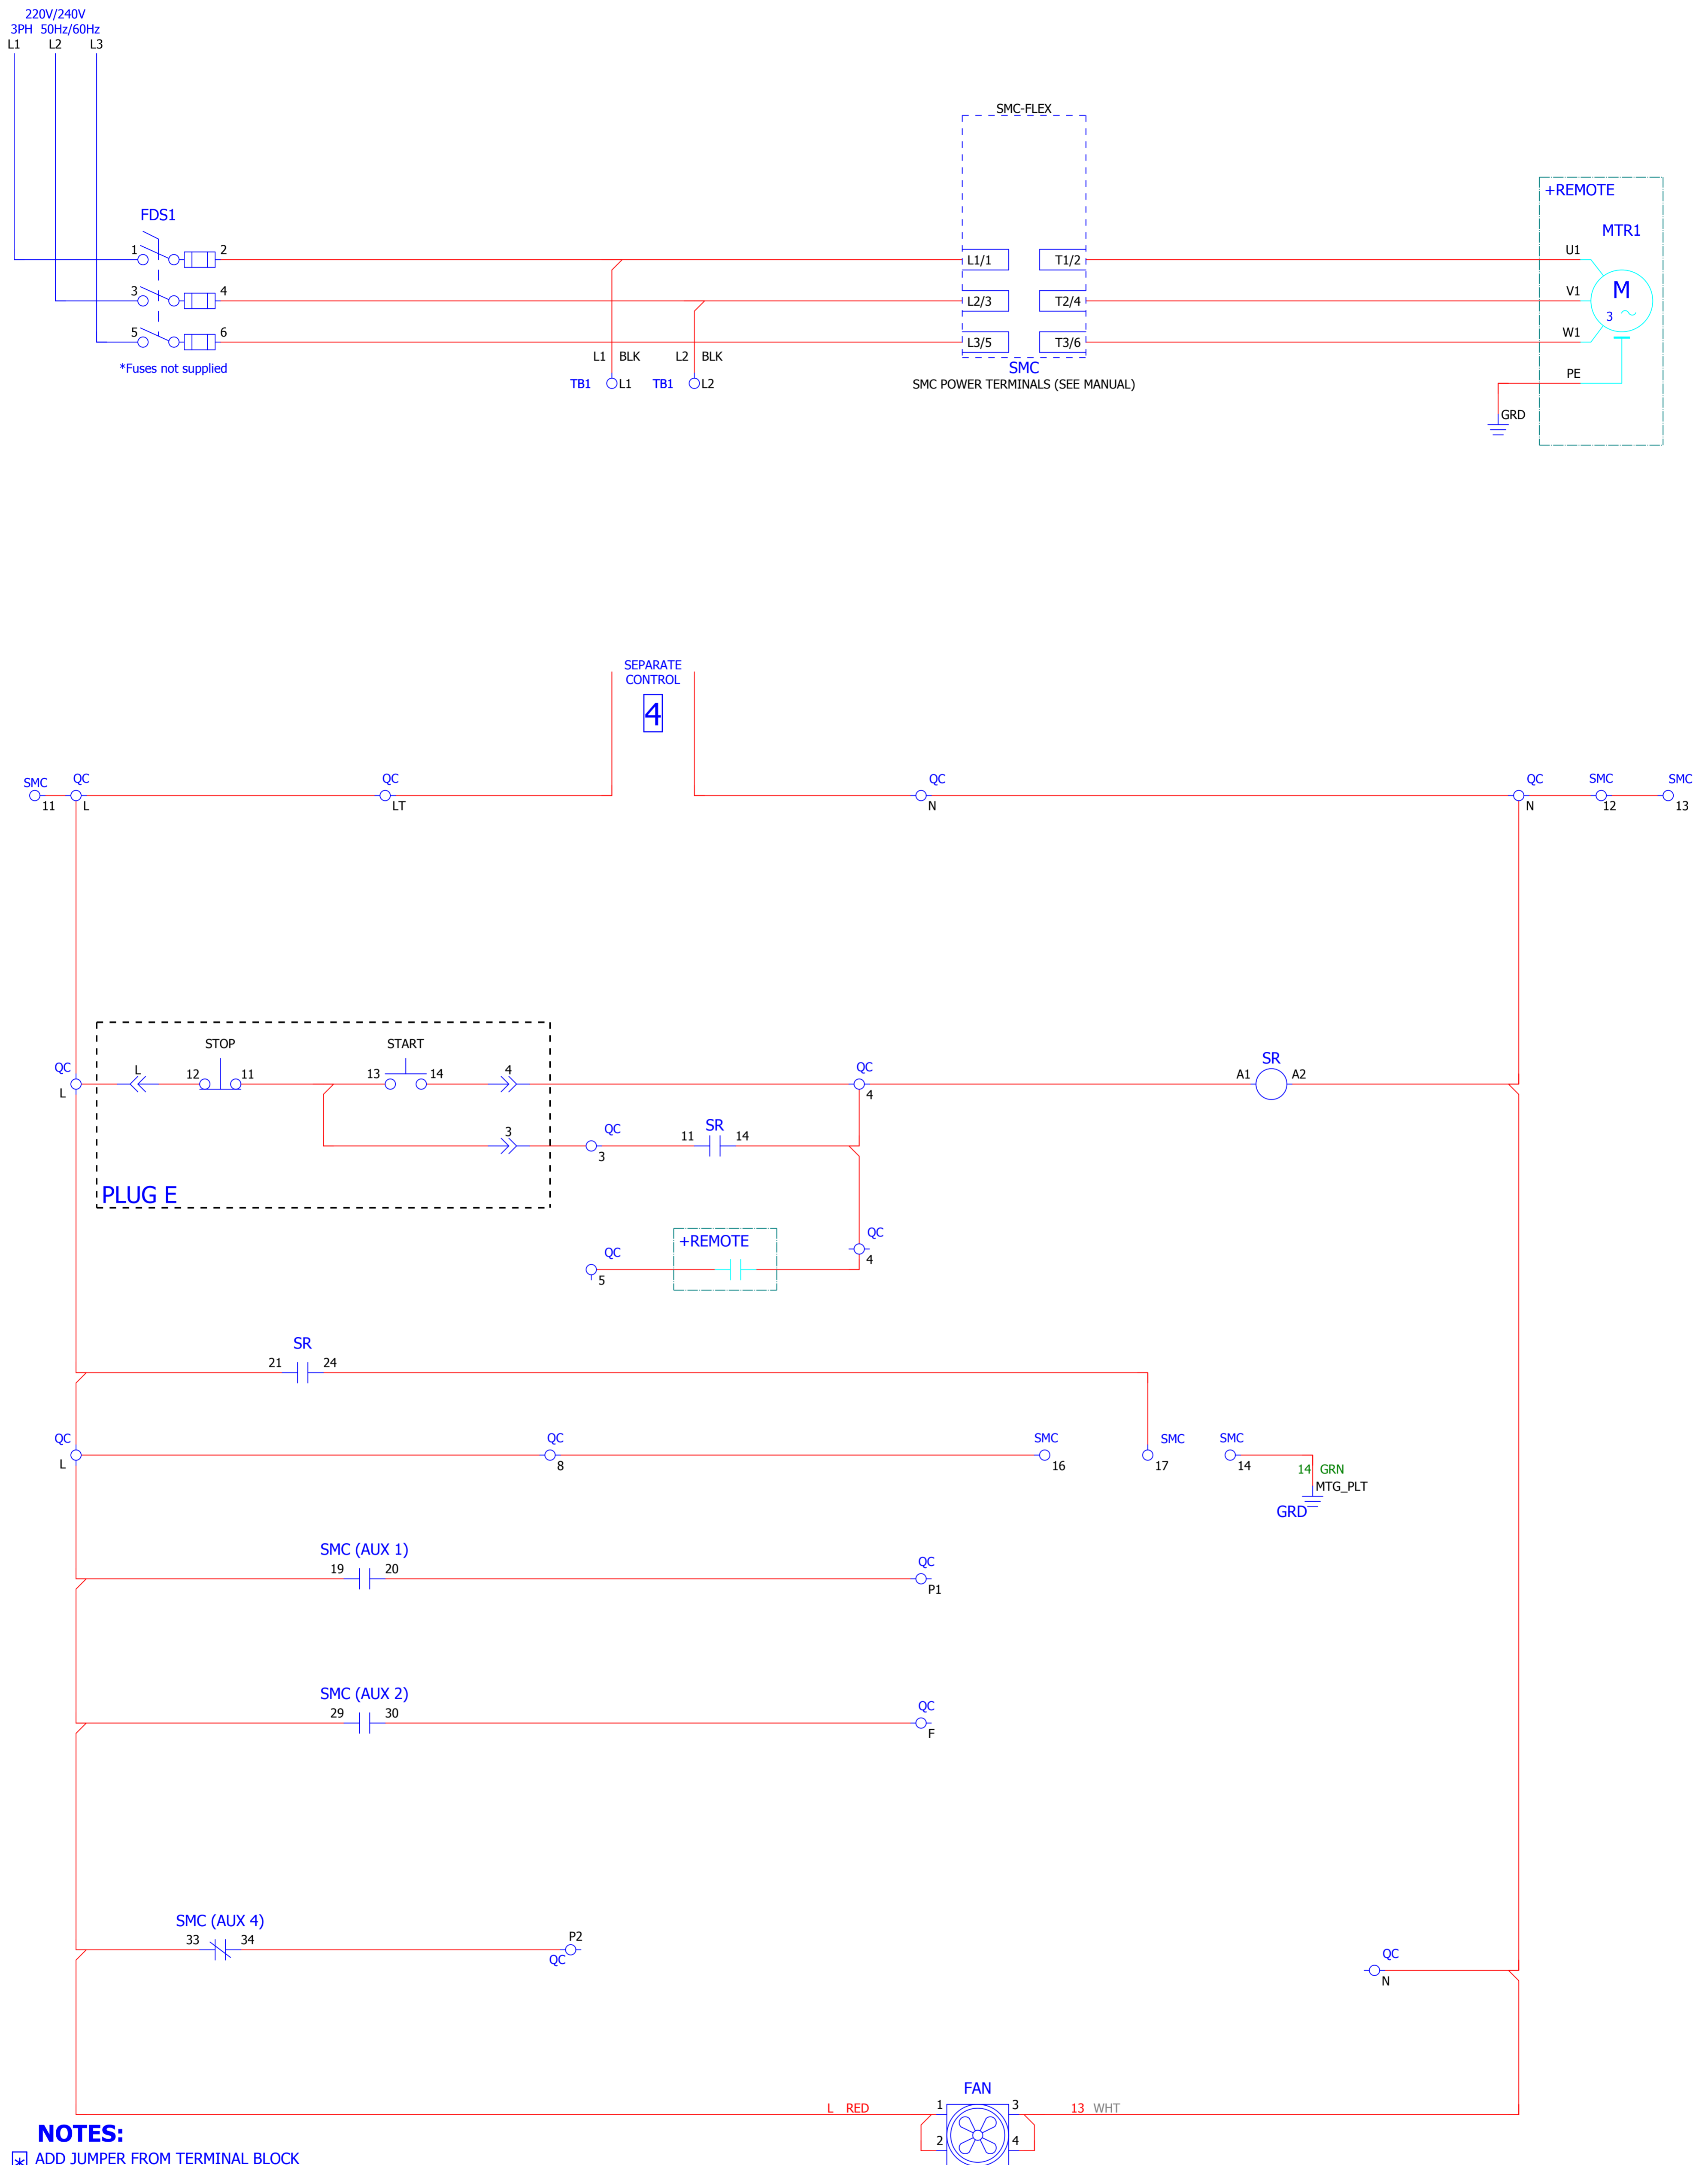 220V/240V
3PH 50Hz/60Hz
L1 L2 L3
SMC-FLEX
+REMOTE
FDS1
MTR1
1 2
L1/1 T1/2
U1
3 4
L2/3 T2/4
V1
M
3
5 6
L3/5 T3/6
W1
*Fuses not supplied
L1 BLK L2 BLK
TB1 L1 TB1 L2
SMC
SMC POWER TERMINALS (SEE MANUAL)
PE
GRD
SEPARATE
CONTROL
4
SMC QC QC QC QC SMC SMC
11 L LT N N 12 13
STOP START
QC L 12 11 13 14 4 QC SR
L 4 A1 A2
3 QC 11 SR 14
3
PLUG E
QC +REMOTE QC
5 4
SR
21 24
QC QC SMC SMC SMC
L 8 16 17 14
14 GRN
MTG_PLT
GRD
SMC (AUX 1)
19 20 QC
P1
SMC (AUX 2)
29 30 QC
F
SMC (AUX 4)
33 34 P2
QC
QC
N
FAN
L RED 1 3 13 WHT
2 4
NOTES:
* ADD JUMPER FROM TERMINAL BLOCK